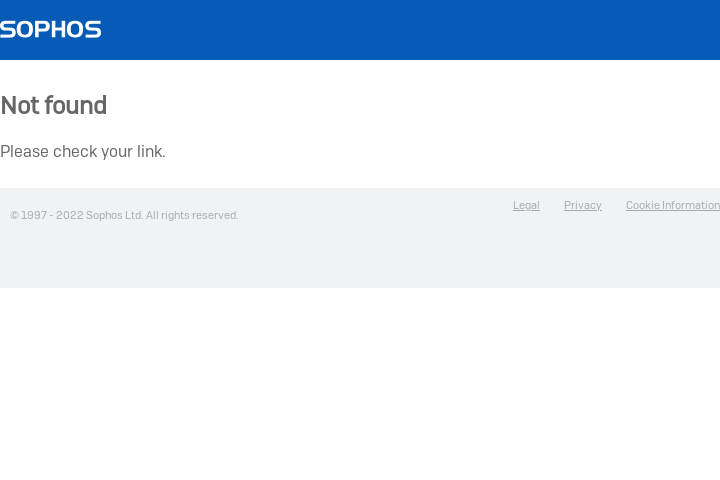 SOPHOS
Not found
Please check your link.
Legal Privacy Cookie Information
© 1997 - 2022 Sophos Ltd. All rights reserved.